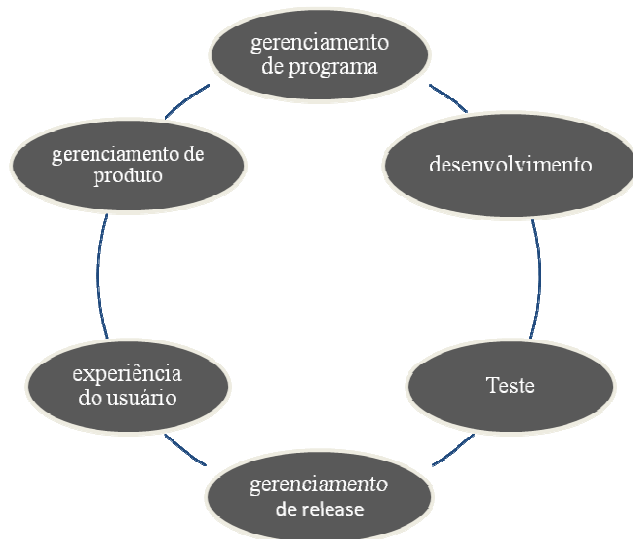 gerenciamento
de programa
desenvolvimento
Teste
gerenciamento
de release
experiência
do usuário
gerenciamento de
produto